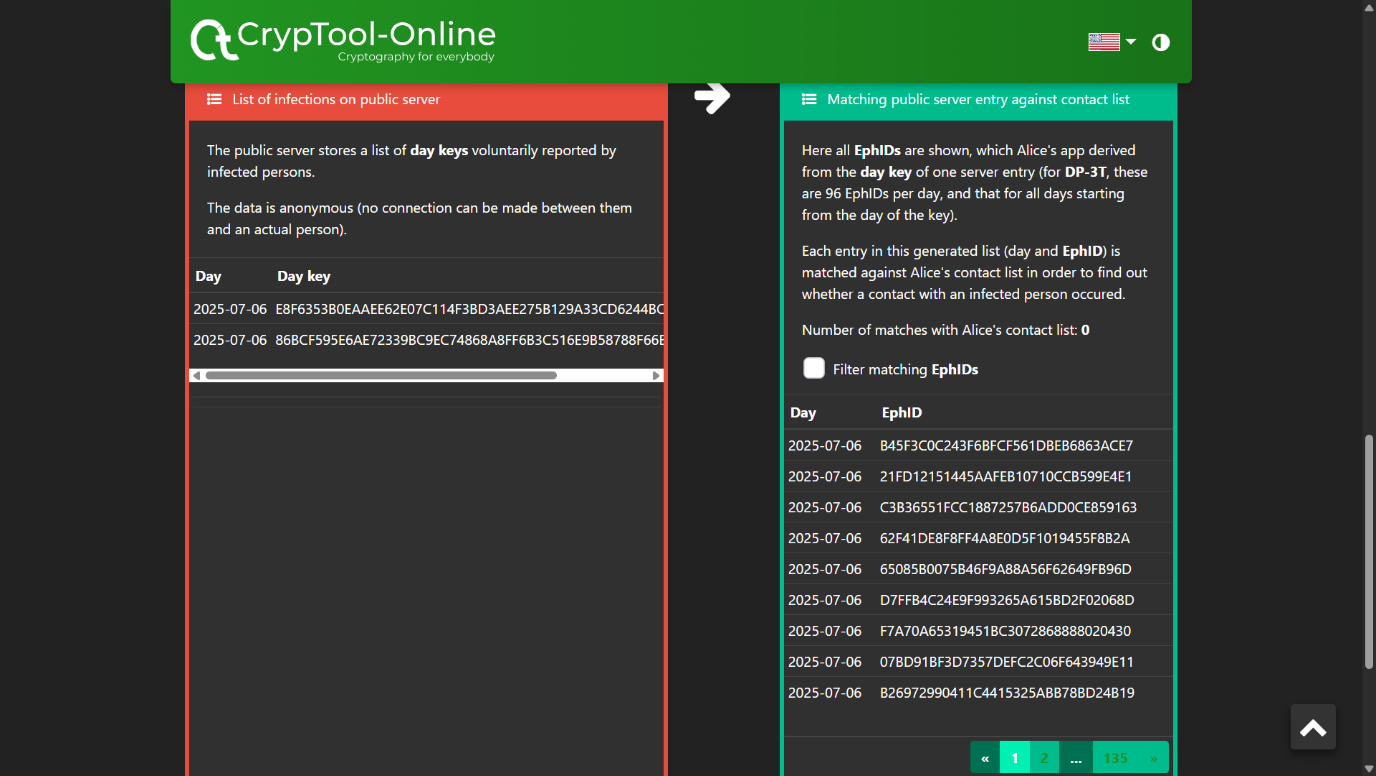 CrypTool-Online
Cryptography for everybody
List of infections on public server
The public server stores a list of day keys voluntarily reported by
infected persons.
The data is anonymous (no connection can be made between them
and an actual person).
Day Day key
2025-07-06 E8F6353B0EAAEE62E07C114F3BD3AEE275B129A33CD6244BC
2025-07-06 86BCF595E6AE72339BC9EC74868A8FF6B3C516E9B58788F66E
Matching public server entry against contact list
Here all EphIDs are shown, which Alice's app derived
from the day key of one server entry (for DP-3T, these
are 96 EphIDs per day, and that for all days starting
from the day of the key).
Each entry in this generated list (day and EphID) is
matched against Alice's contact list in order to find out
whether a contact with an infected person occured.
Number of matches with Alice's contact list: 0
Filter matching EphIDs
Day EphID
2025-07-06 B45F3C0C243F6BFCF561DBEB6863ACE7
2025-07-06 21FD12151445AAFEB10710CCB599E4E1
2025-07-06 C3B36551FCC1887257B6ADD0CE859163
2025-07-06 62F41DE8F8FF4A8E0D5F1019455F8B2A
2025-07-06 65085B0075B46F9A88A56F62649FB96D
2025-07-06 D7FFB4C24E9F993265A615BD2F02068D
2025-07-06 F7A70A65319451BC3072868888020430
2025-07-06 07BD91BF3D7357DEFC2C06F643949E11
2025-07-06 B26972990411C4415325ABB78BD24B19
« 1 2 ... 135 »